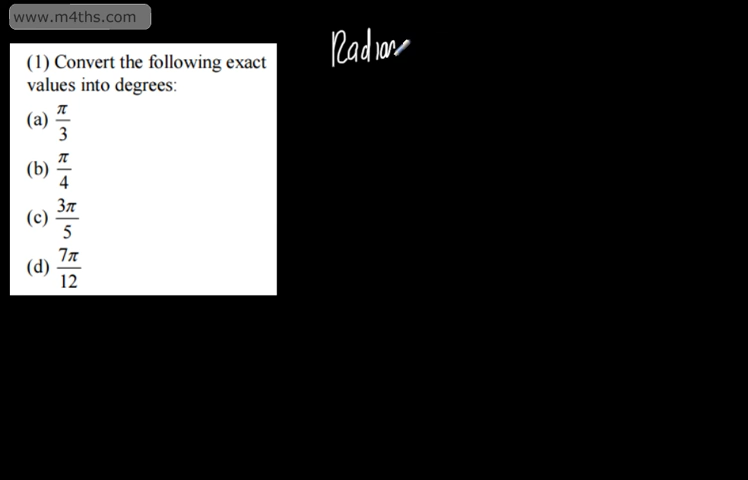 www.m4ths.com
Radian
(1) Convert the following exact
values into degrees:
(a) π/3
(b) π/4
(c) 3π/5
(d) 7π/12